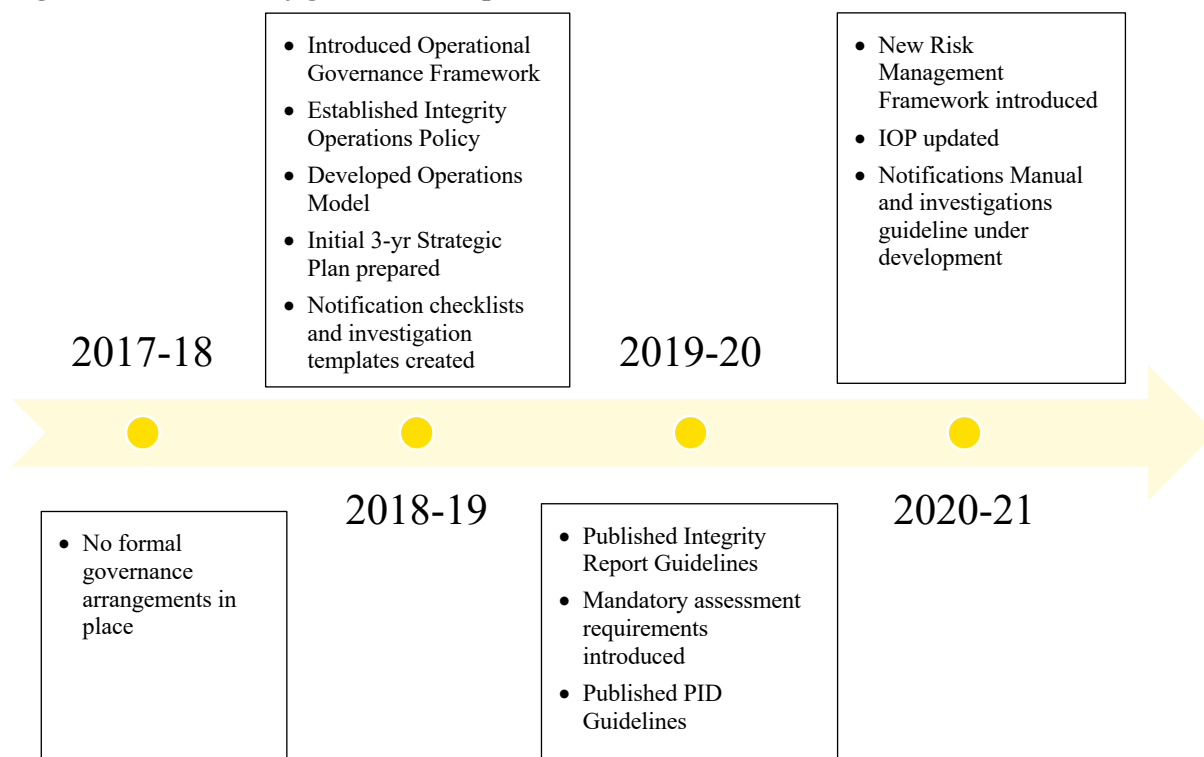 • Introduced Operational
Governance Framework
• Established Integrity
Operations Policy
• Developed Operations
Model
• Initial 3-yr Strategic
Plan prepared
• Notification checklists
and investigation
templates created
• New Risk
Management
Framework introduced
• IOP updated
• Notifications Manual
and investigations
guideline under
development
2017-18
2019-20
2018-19
2020-21
• No formal
governance
arrangements in
place
• Published Integrity
Report Guidelines
• Mandatory assessment
requirements
introduced
• Published PID
Guidelines